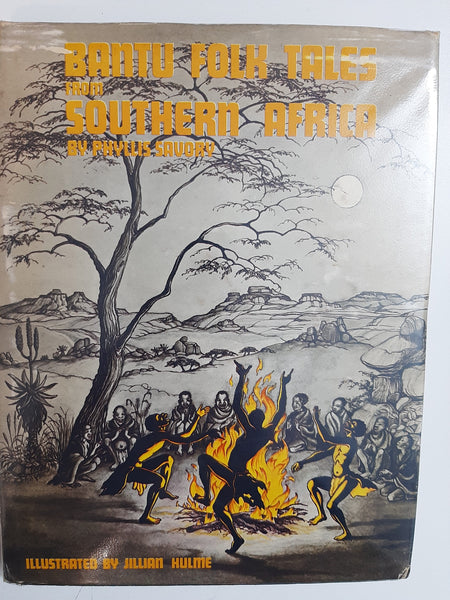 BANTU FOLK TALES
FROM
SOUTHERN AFRICA
BY PHYLLIS SAVORY
ILLUSTRATED BY JILLIAN HULME